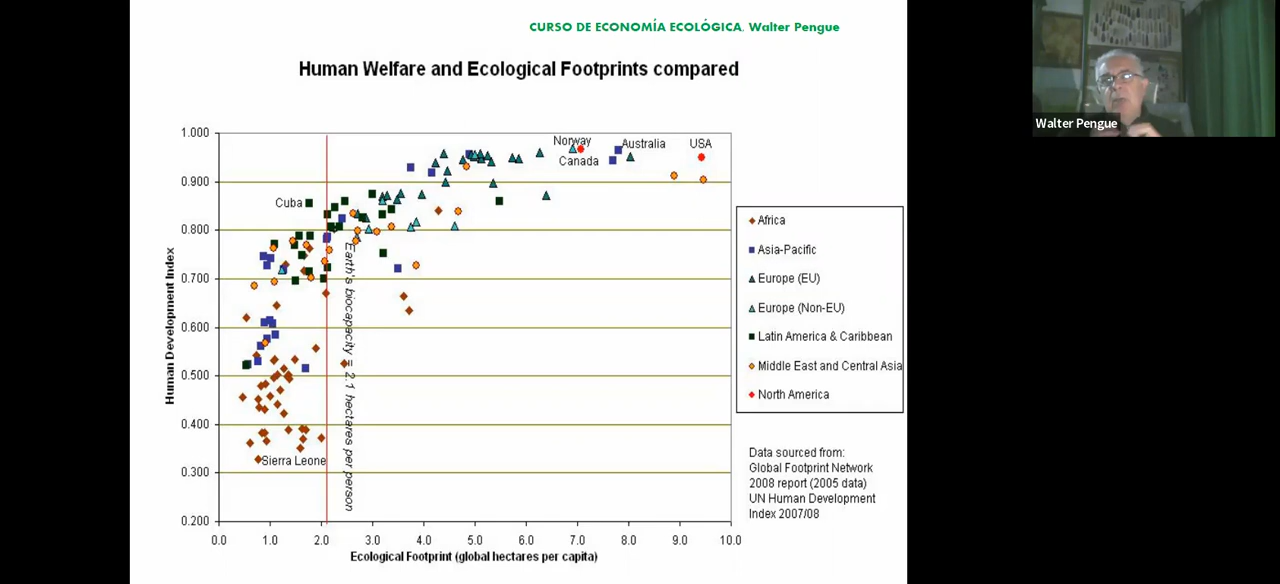 CURSO DE ECONOMÍA ECOLÓGICA. Walter Pengue
Walter Pengue
Human Welfare and Ecological Footprints compared
1.000
0.900
0.800
0.700
0.600
0.500
0.400
0.300
0.200
Human Development Index
0.0 1.0 2.0 3.0 4.0 5.0 6.0 7.0 8.0 9.0 10.0
Ecological Footprint (global hectares per capita)
Norway
Canada
Australia
USA
Cuba
Sierra Leone
Earth's biocapacity = 2.1 hectares per person
Africa
Asia-Pacific
Europe (EU)
Europe (Non-EU)
Latin America & Caribbean
Middle East and Central Asia
North America
Data sourced from:
Global Footprint Network
2008 report (2005 data)
UN Human Development
Index 2007/08